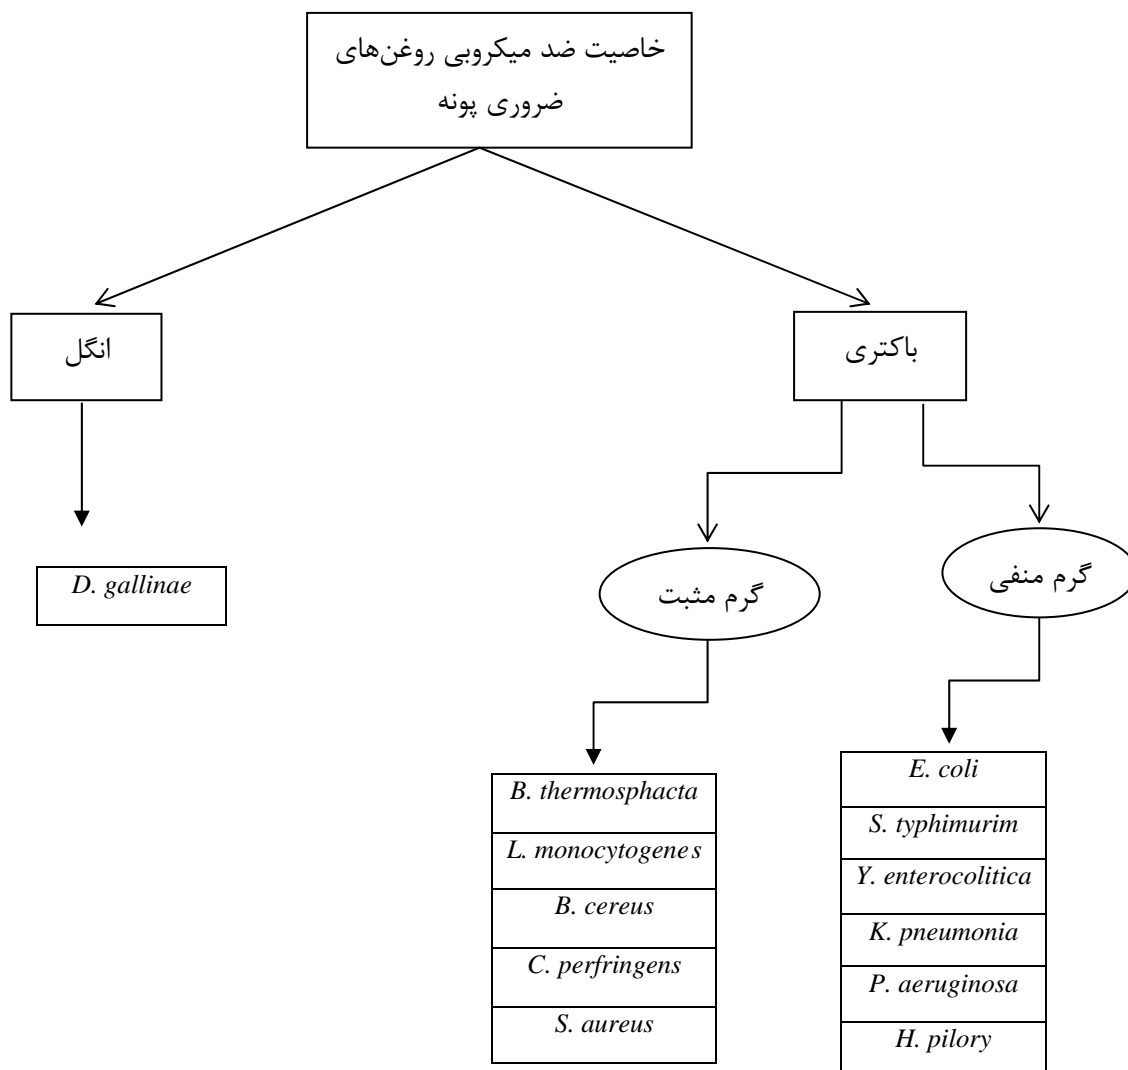 خاصیت ضد میکروبی روغن‌های
ضروری پونه
باکتری
انگل
گرم منفی
گرم مثبت
D. gallinae
E. coli
S. typhimurim
Y. enterocolitica
K. pneumonia
P. aeruginosa
H. pilory
B. thermosphacta
L. monocytogenes
B. cereus
C. perfringens
S. aureus